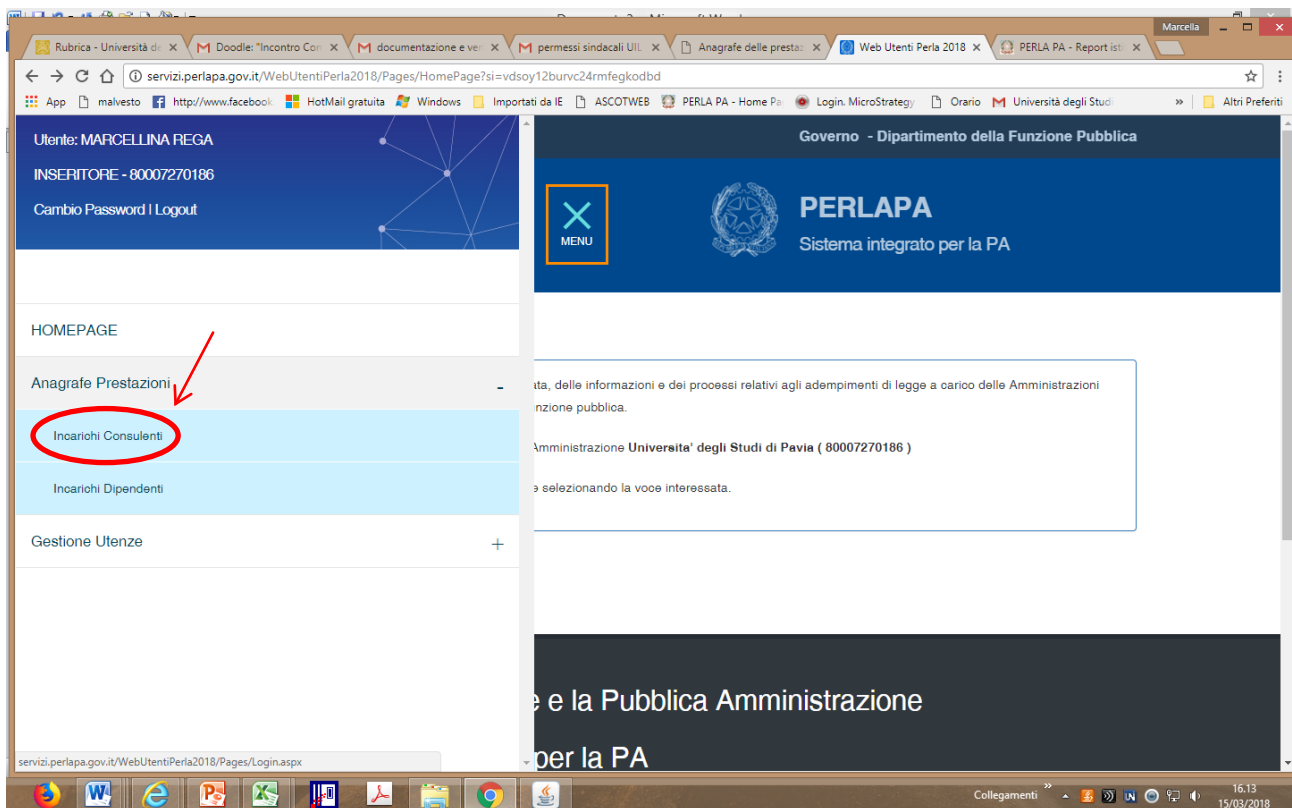 Marcella
Rubrica - Università de
Doodle: "Incontro Con
documentazione e ver
permessi sindacali UIL
Anagrafe delle prestaz
Web Utenti Perla 2018
PERLA PA - Report isti
servizi.perlapa.gov.it/WebUtentiPerla2018/Pages/HomePage?si=vdsoy12burvc24rmfegkodbd
App
malvesto
http://www.facebook
HotMail gratuita
Windows
Importati da IE
ASCOTWEB
PERLA PA - Home Pa
Login. MicroStrategy
Orario
Università degli Studi
»
Altri Preferiti
Utente: MARCELLINA REGA
INSERITORE - 80007270186
Cambio Password | Logout
Governo - Dipartimento della Funzione Pubblica
MENU
PERLAPA
Sistema integrato per la PA
HOMEPAGE
Anagrafe Prestazioni -
Incarichi Consulenti
Incarichi Dipendenti
Gestione Utenze +
ata, delle informazioni e dei processi relativi agli adempimenti di legge a carico delle Amministrazioni
nzione pubblica.
Amministrazione Universita' degli Studi di Pavia ( 80007270186 )
e selezionando la voce interessata.
e e la Pubblica Amministrazione
per la PA
servizi.perlapa.gov.it/WebUtentiPerla2018/Pages/Login.aspx
Collegamenti »
16.13
15/03/2018